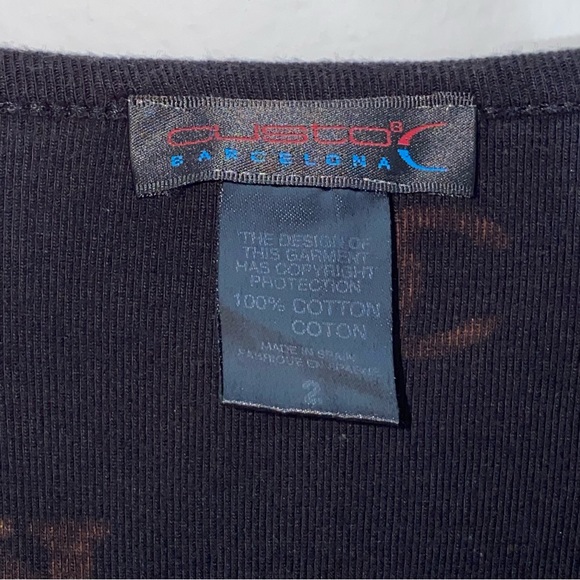 custo®
BARCELONA
THE DESIGN OF
THIS GARMENT
HAS COPYRIGHT
PROTECTION
100% COTTON
COTON
MADE IN SPAIN
FABRIQUE EN ESPAGNE
2